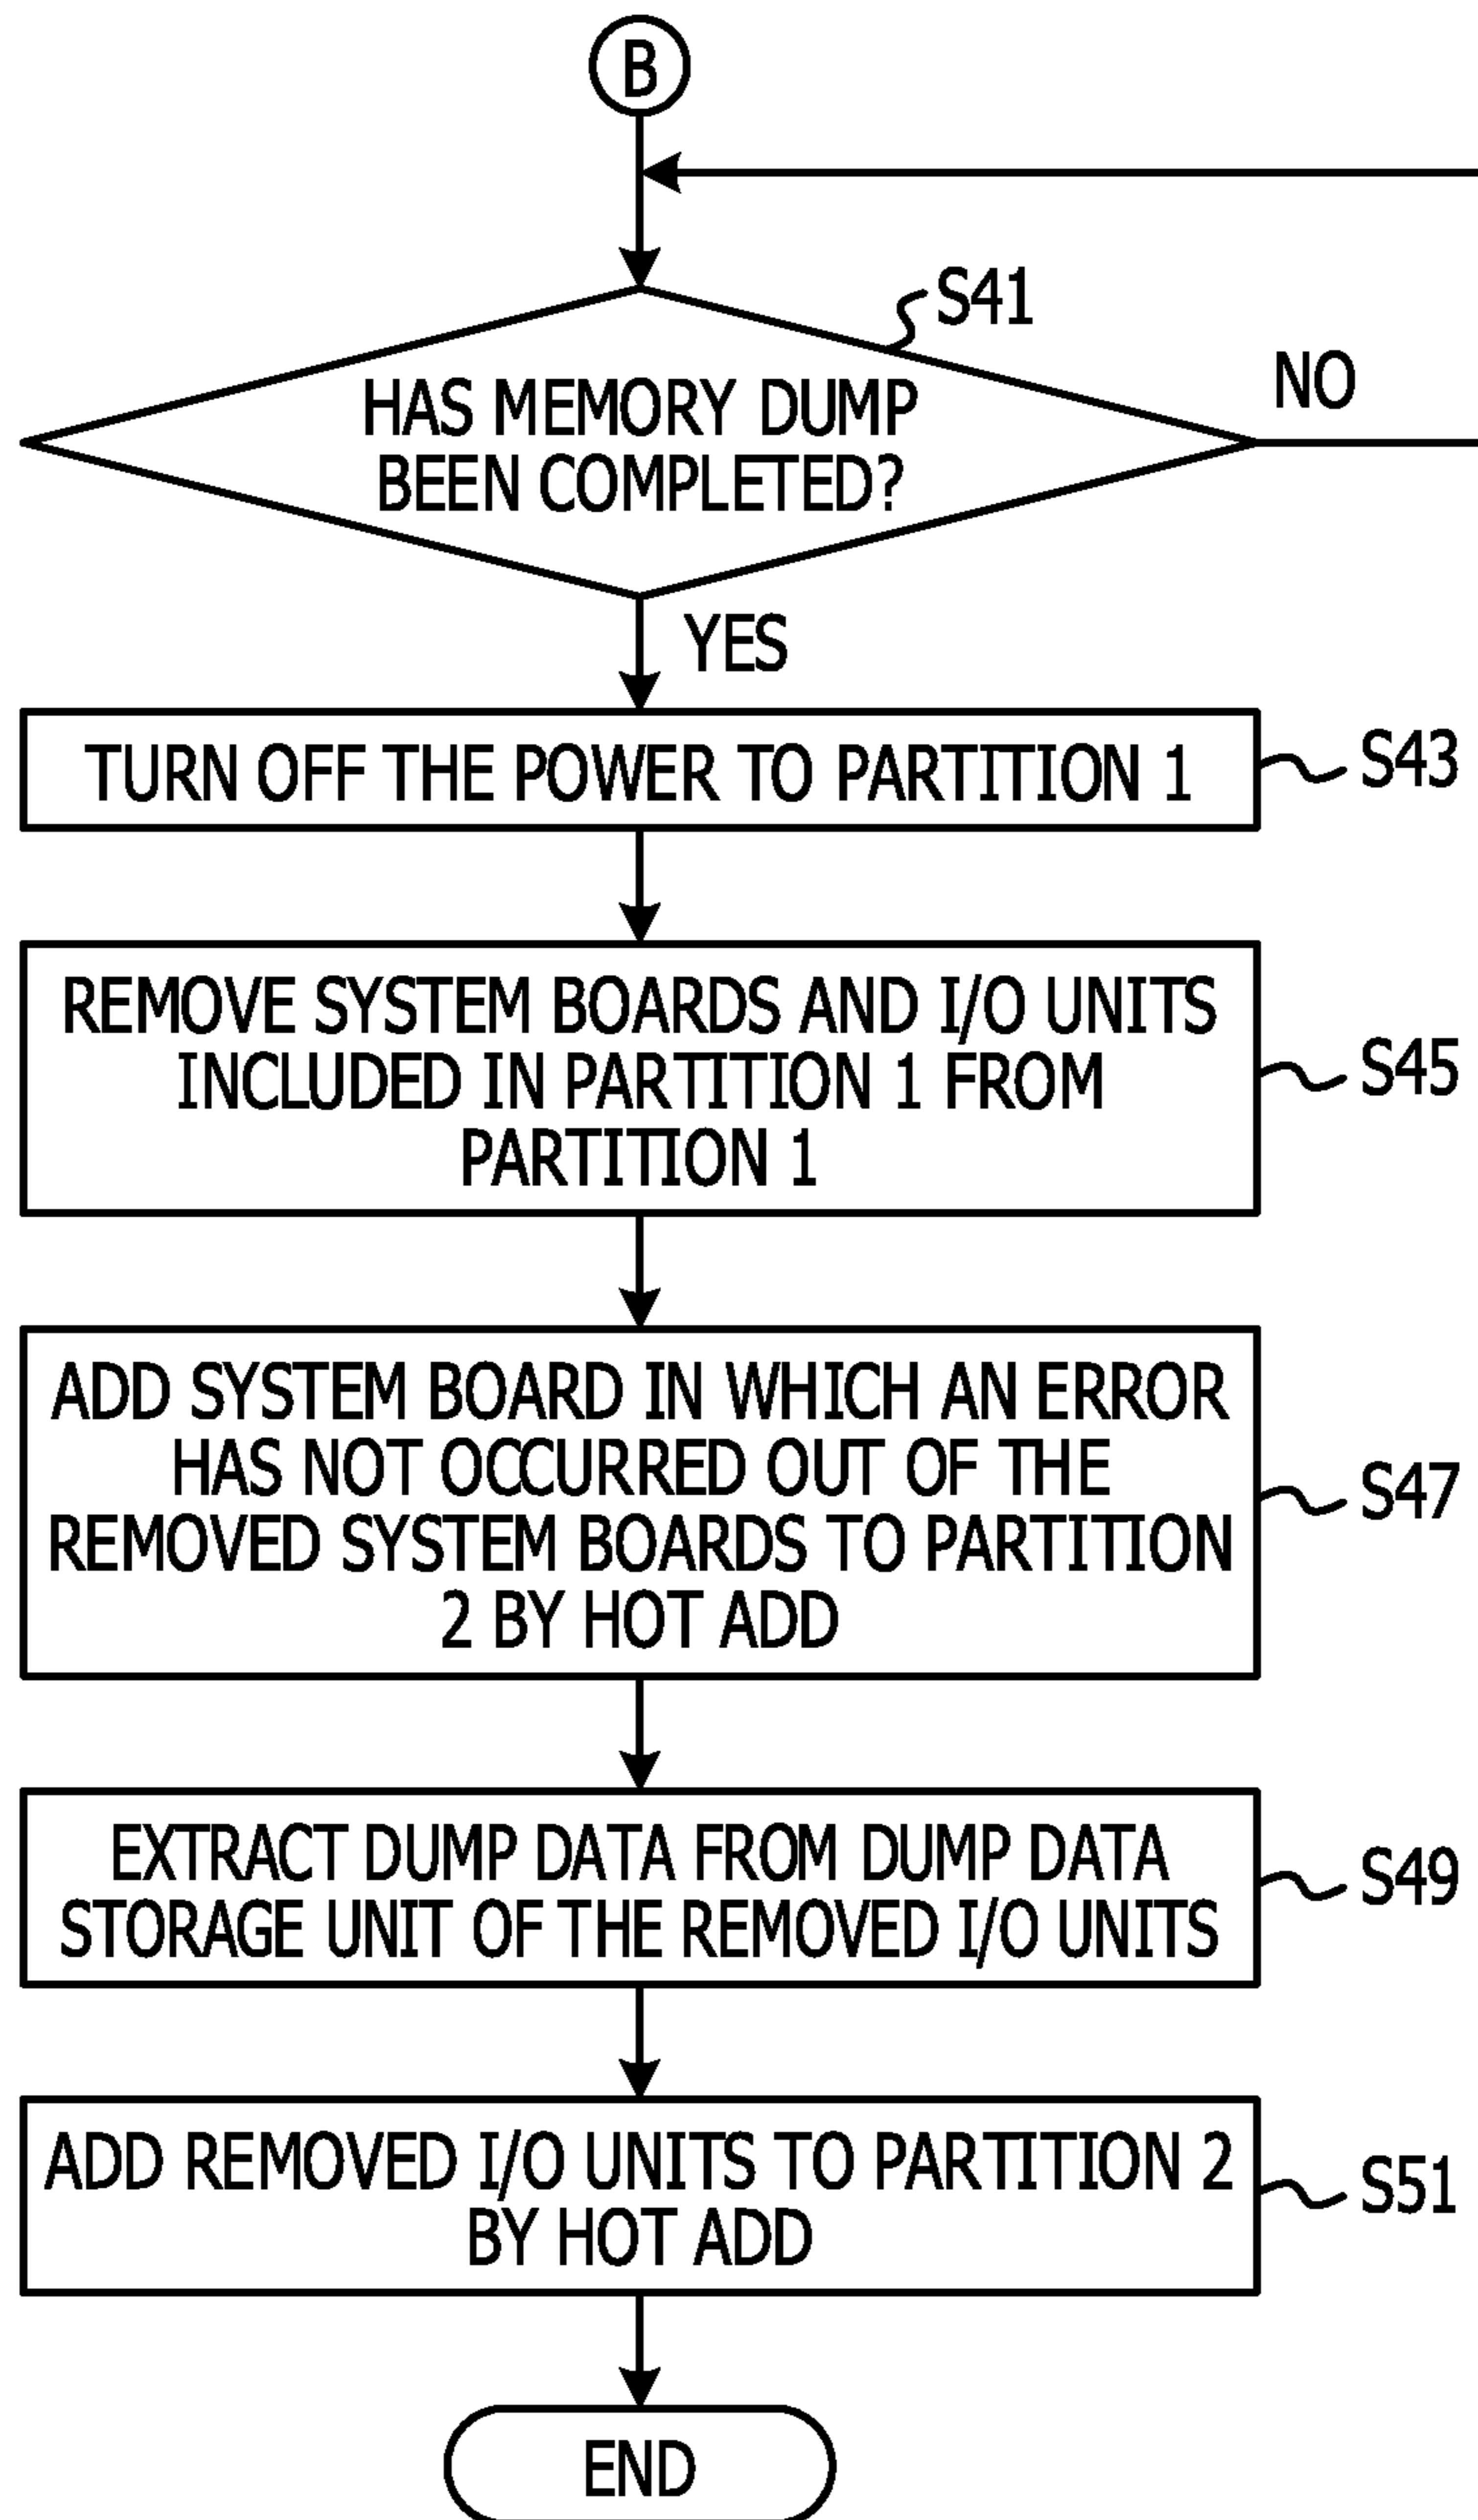 B
S41
HAS MEMORY DUMP
BEEN COMPLETED?
NO
YES
TURN OFF THE POWER TO PARTITION 1
S43
REMOVE SYSTEM BOARDS AND I/O UNITS
INCLUDED IN PARTITION 1 FROM
PARTITION 1
S45
ADD SYSTEM BOARD IN WHICH AN ERROR
HAS NOT OCCURRED OUT OF THE
REMOVED SYSTEM BOARDS TO PARTITION
2 BY HOT ADD
S47
EXTRACT DUMP DATA FROM DUMP DATA
STORAGE UNIT OF THE REMOVED I/O UNITS
S49
ADD REMOVED I/O UNITS TO PARTITION 2
BY HOT ADD
S51
END